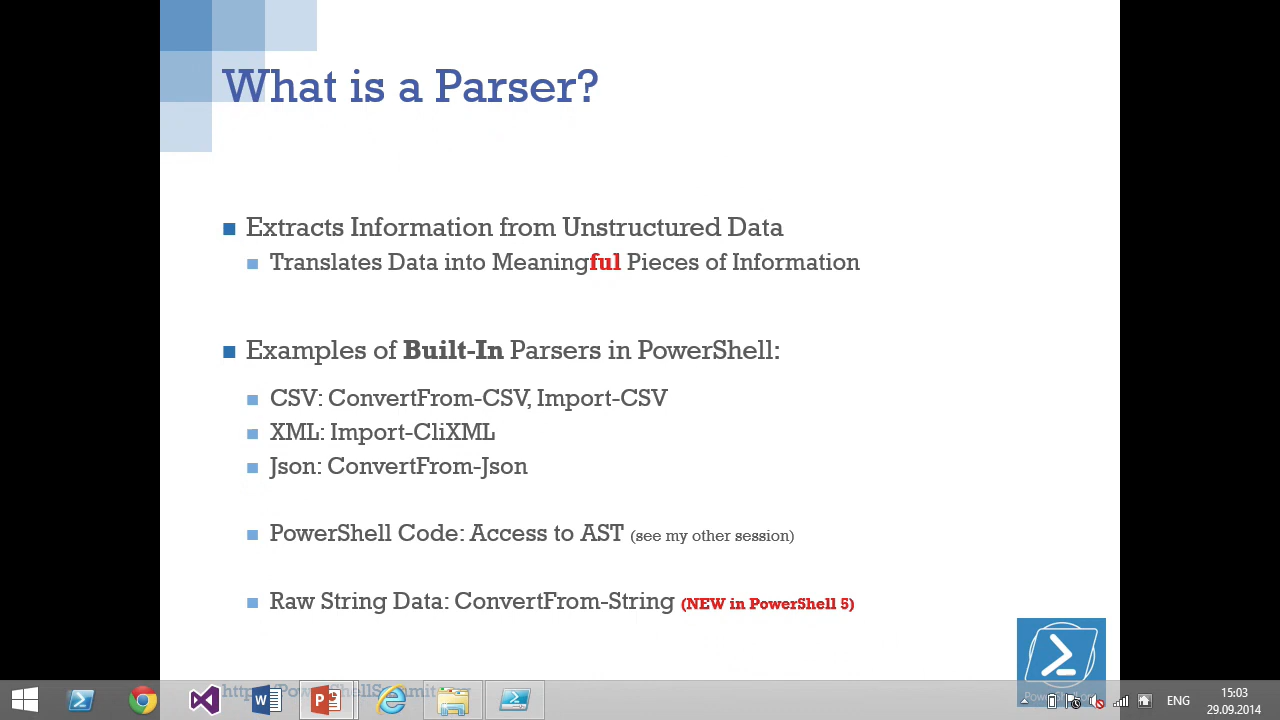 What is a Parser?
Extracts Information from Unstructured Data
Translates Data into Meaningful Pieces of Information
Examples of Built-In Parsers in PowerShell:
CSV: ConvertFrom-CSV, Import-CSV
XML: Import-CliXML
Json: ConvertFrom-Json
PowerShell Code: Access to AST (see my other session)
Raw String Data: ConvertFrom-String (NEW in PowerShell 5)
ENG
15:03
29.09.2014